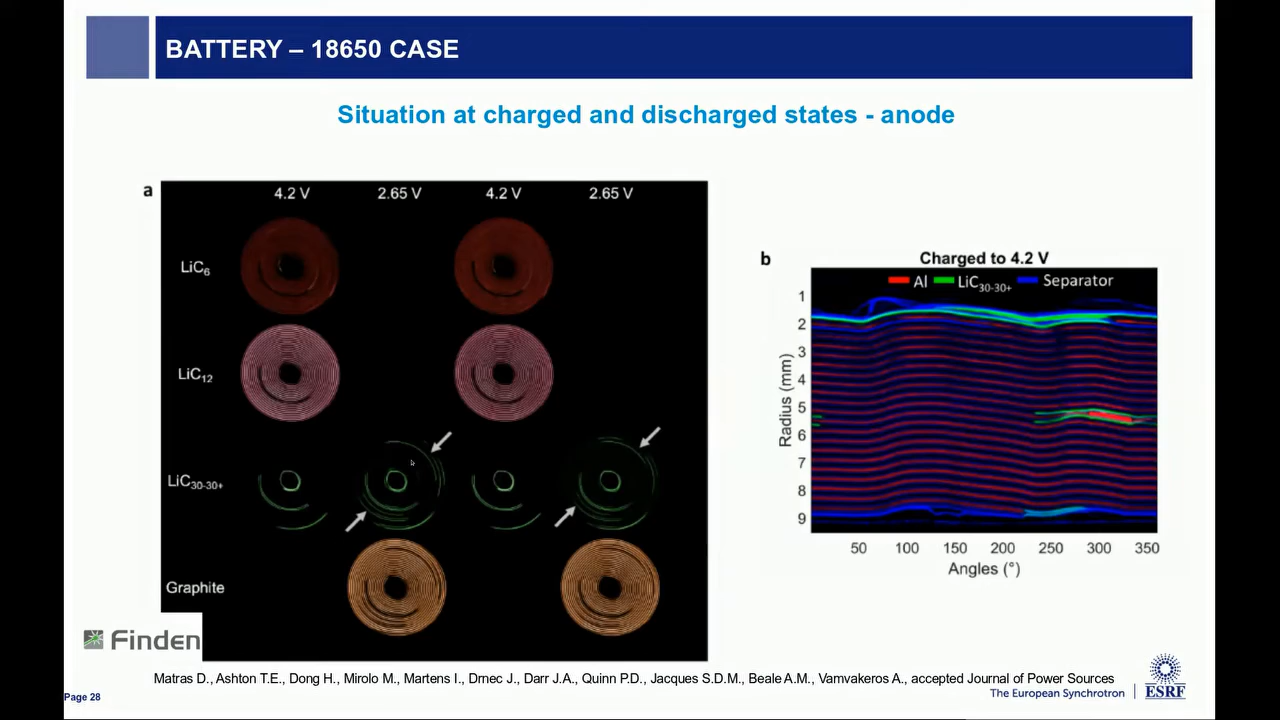 BATTERY – 18650 CASE
Situation at charged and discharged states - anode
a
4.2 V 2.65 V 4.2 V 2.65 V
LiC6
LiC12
LiC30-30+
Graphite
b
Charged to 4.2 V
Al LiC30-30+ Separator
1
2
3
4
5
6
7
8
9
Radius (mm)
50 100 150 200 250 300 350
Angles (°)
Finden
Matras D., Ashton T.E., Dong H., Mirolo M., Martens I., Drnec J., Darr J.A., Quinn P.D., Jacques S.D.M., Beale A.M., Vamvakeros A., accepted Journal of Power Sources
Page 28
The European Synchrotron
ESRF